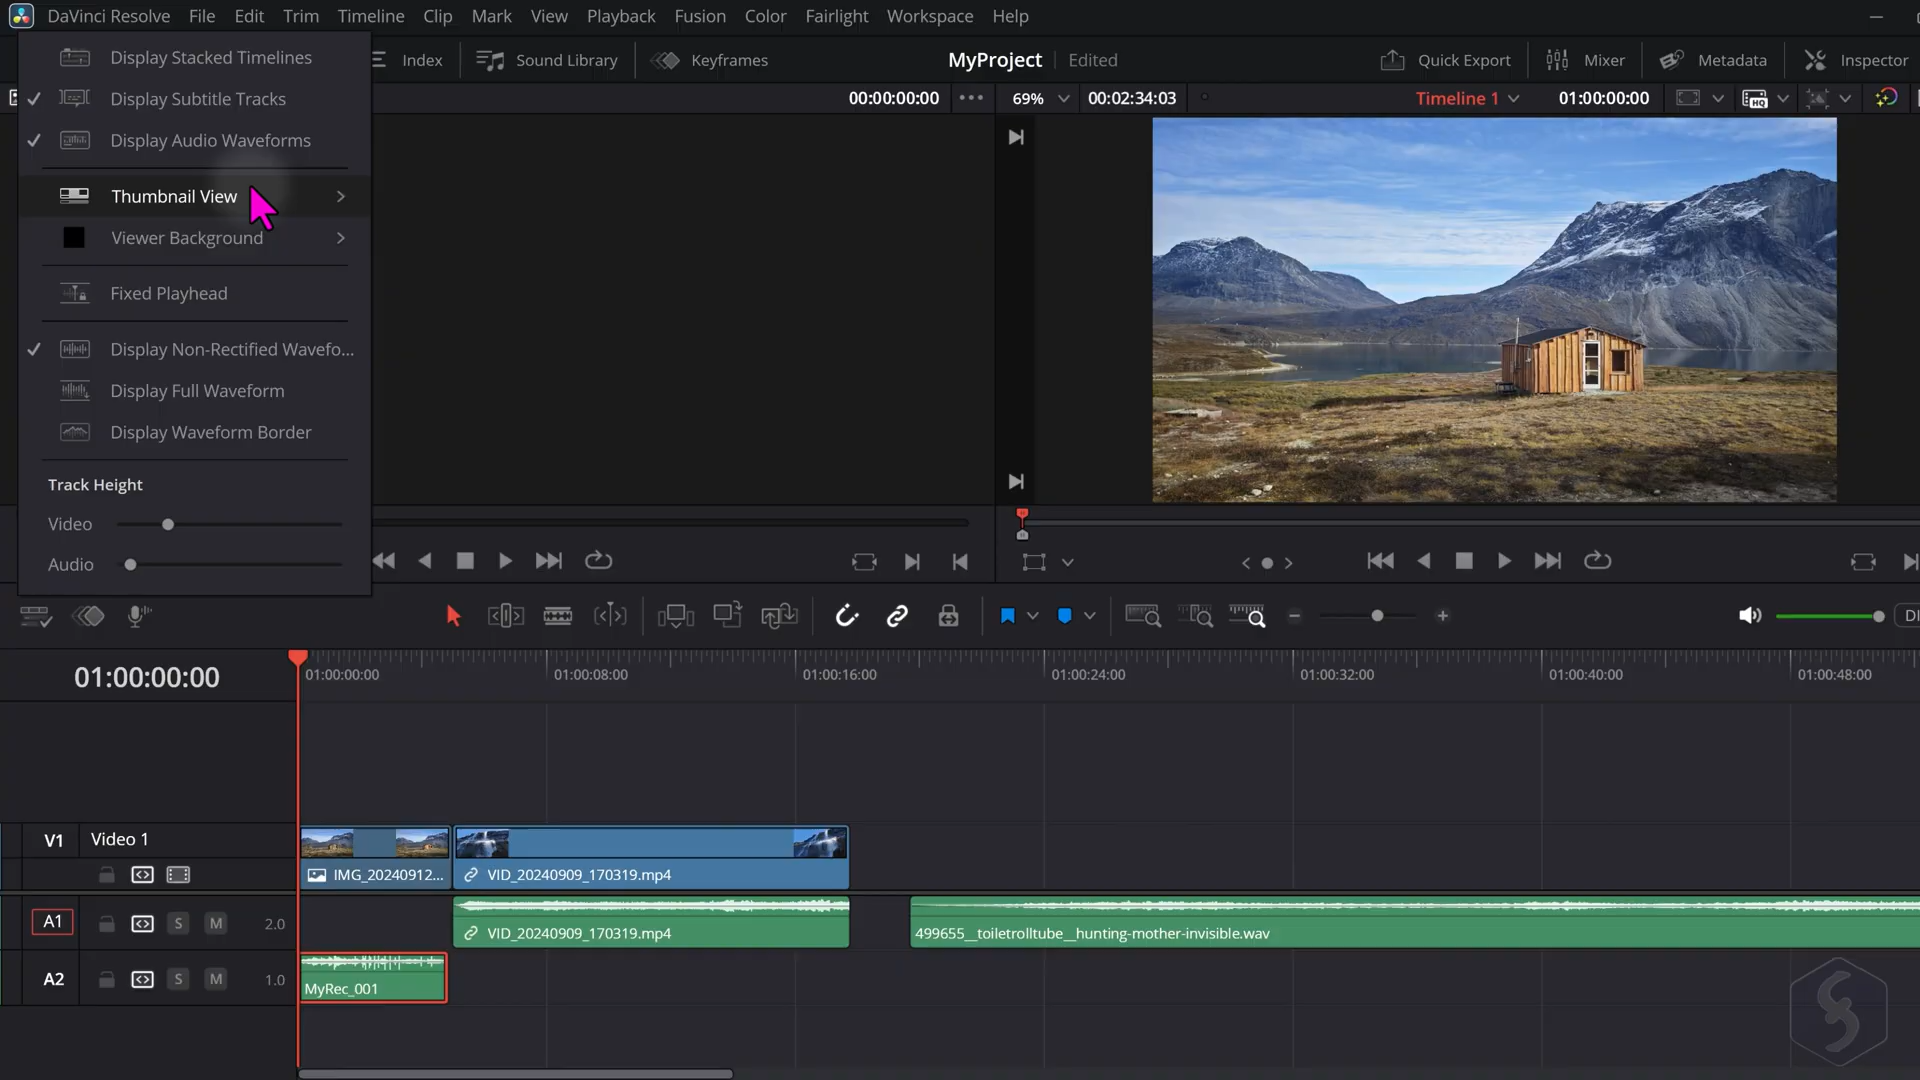 DaVinci Resolve File Edit Trim Timeline Clip Mark View Playback Fusion Color Fairlight Workspace Help
Index Sound Library Keyframes MyProject Edited Quick Export Mixer Metadata Inspector
00:00:00:00 69% 00:02:34:03 Timeline 1 01:00:00:00 HQ
Display Stacked Timelines
Display Subtitle Tracks
Display Audio Waveforms
Thumbnail View
Viewer Background
Fixed Playhead
Display Non-Rectified Wavefo...
Display Full Waveform
Display Waveform Border
Track Height
Video
Audio
DI
01:00:00:00 01:00:00:00 01:00:08:00 01:00:16:00 01:00:24:00 01:00:32:00 01:00:40:00 01:00:48:00
V1 Video 1
IMG_20240912... VID_20240909_170319.mp4
A1 S M 2.0 VID_20240909_170319.mp4 499655__toiletrolltube__hunting-mother-invisible.wav
A2 S M 1.0 MyRec_001